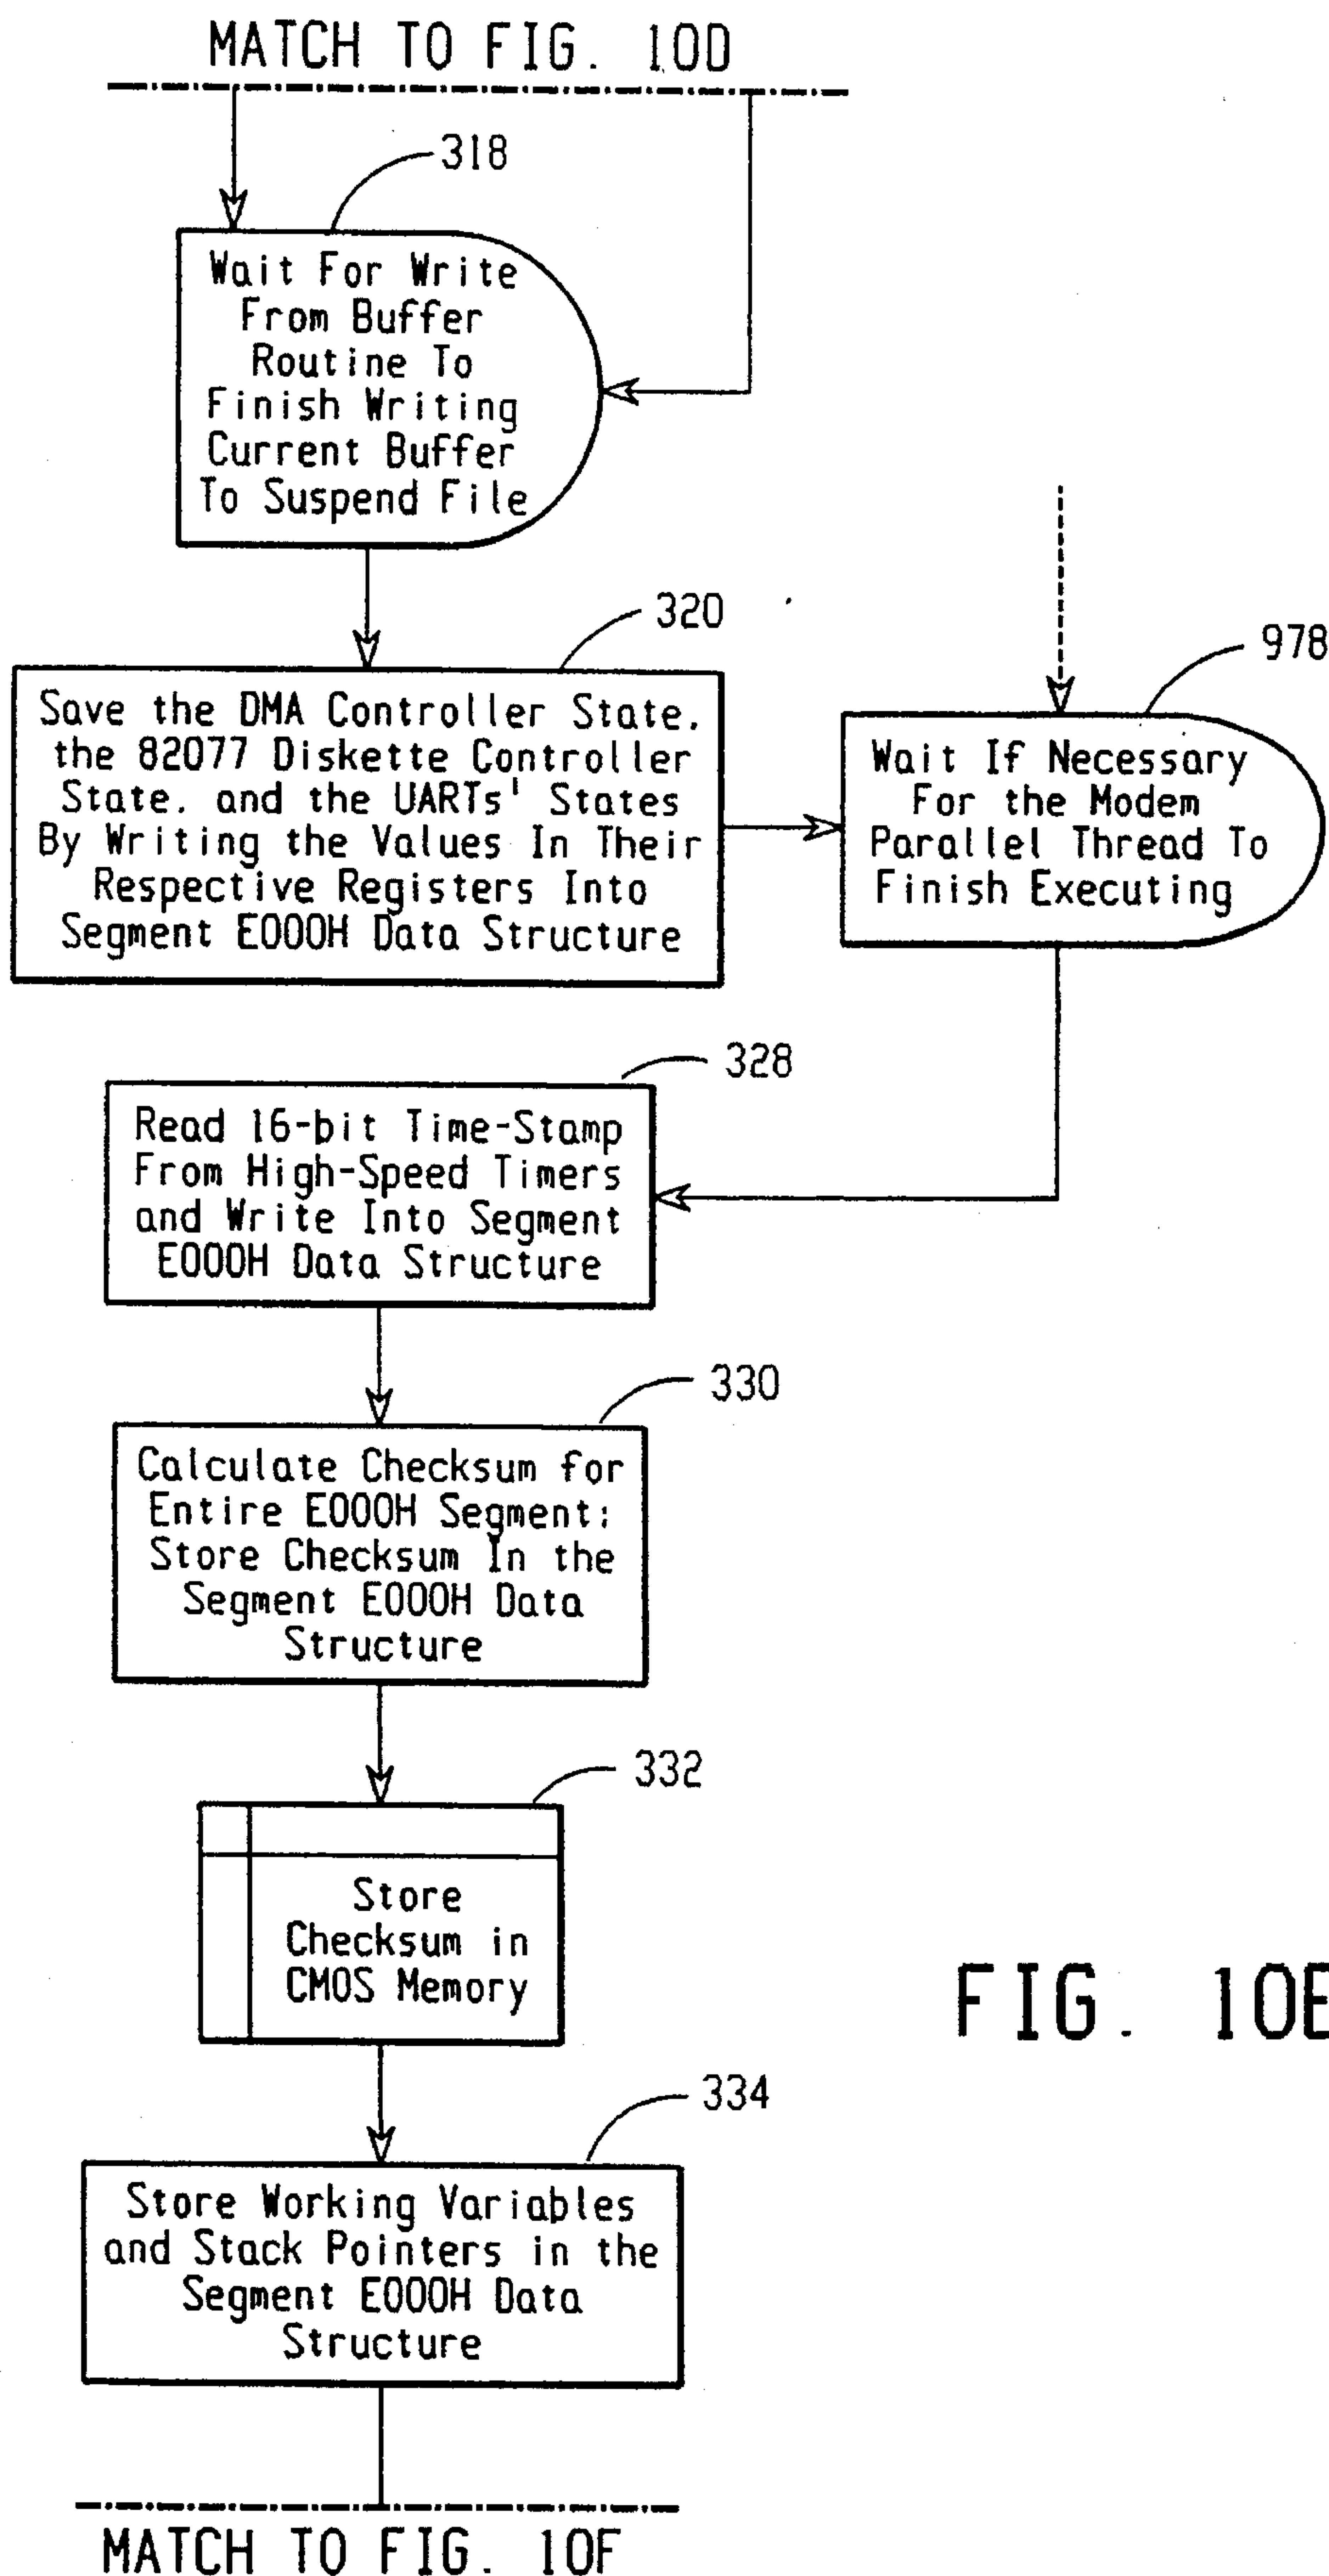 MATCH TO FIG. 10D
318
Wait For Write
From Buffer
Routine To
Finish Writing
Current Buffer
To Suspend File
320
Save the DMA Controller State,
the 82077 Diskette Controller
State, and the UARTs' States
By Writing the Values In Their
Respective Registers Into
Segment E000H Data Structure
978
Wait If Necessary
For the Modem
Parallel Thread To
Finish Executing
328
Read 16-bit Time-Stamp
From High-Speed Timers
and Write Into Segment
E000H Data Structure
330
Calculate Checksum for
Entire E000H Segment;
Store Checksum In the
Segment E000H Data
Structure
332
Store
Checksum in
CMOS Memory
FIG. 10E
334
Store Working Variables
and Stack Pointers in the
Segment E000H Data
Structure
MATCH TO FIG. 10F